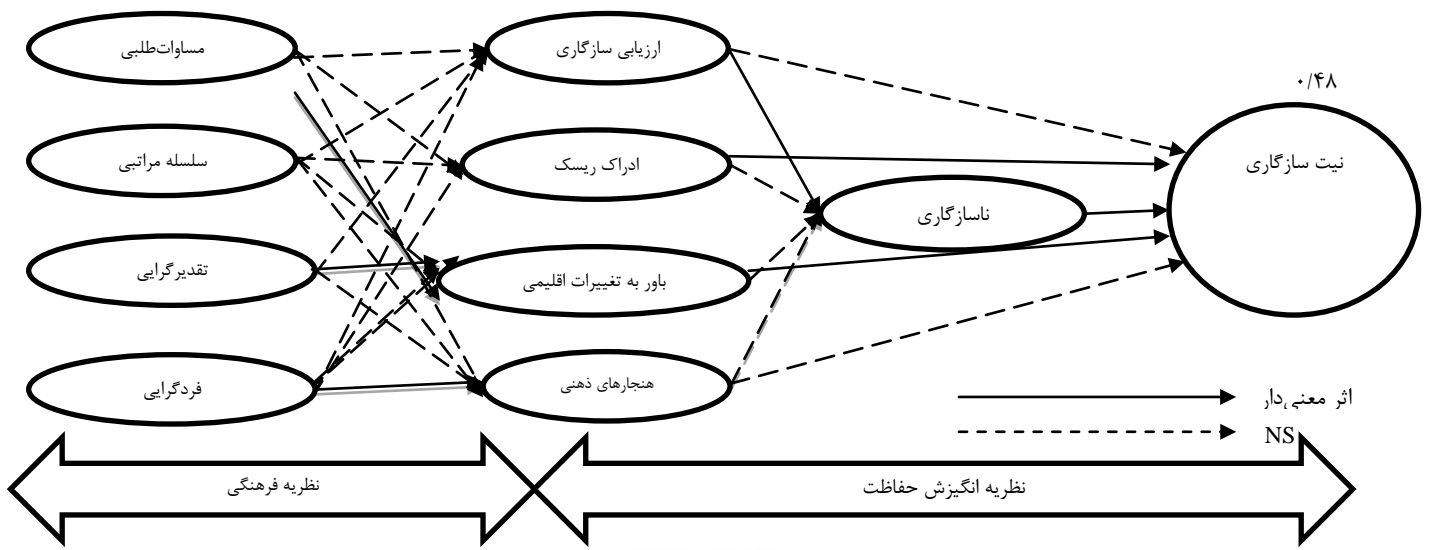 مساوات‌طلبی
ارزیابی سازگاری
۰/۴۸
سلسله مراتبی
ادراک ریسک
نیت سازگاری
ناسازگاری
تقدیرگرایی
باور به تغییرات اقلیمی
فردگرایی
هنجارهای ذهنی
اثر معنی‌دار
NS
نظریه فرهنگی
نظریه انگیزش حفاظت